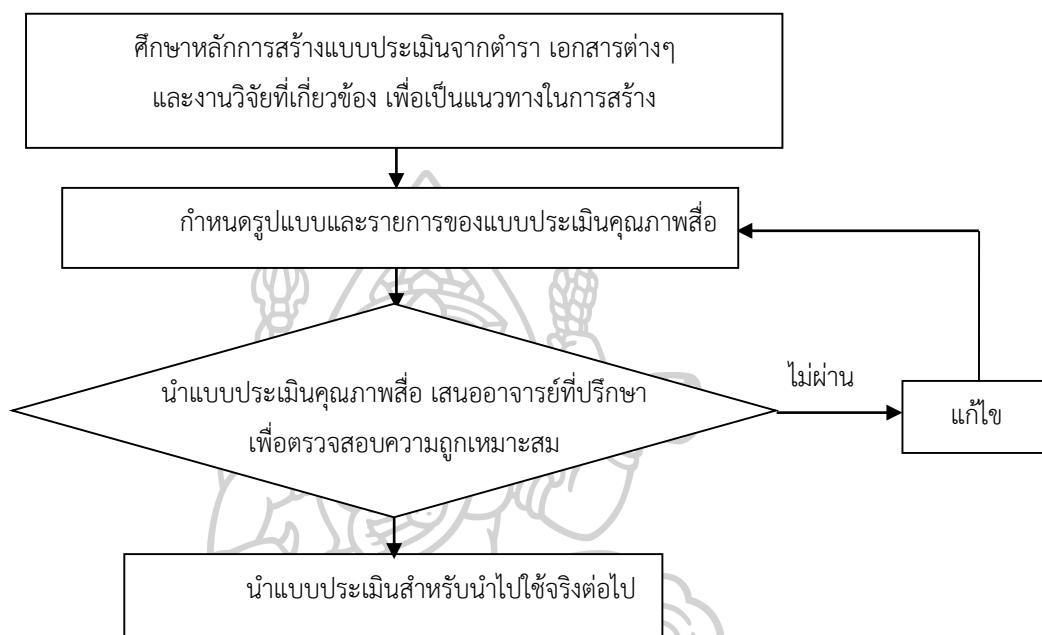 ศึกษาหลักการสร้างแบบประเมินจากตำรา เอกสารต่างๆ
และงานวิจัยที่เกี่ยวข้อง เพื่อเป็นแนวทางในการสร้าง
กำหนดรูปแบบและรายการของแบบประเมินคุณภาพสื่อ
นำแบบประเมินคุณภาพสื่อ เสนออาจารย์ที่ปรึกษา
เพื่อตรวจสอบความถูกเหมาะสม
ไม่ผ่าน
แก้ไข
นำแบบประเมินสำหรับนำไปใช้จริงต่อไป